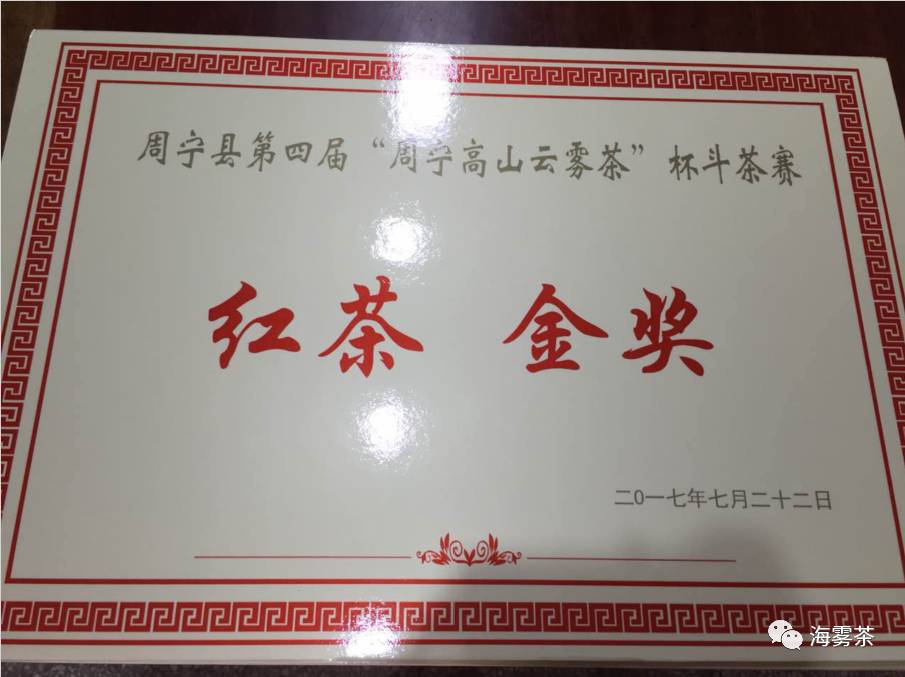 周宁县第四届“周宁高山云雾茶”杯斗茶赛
红茶 金奖
二0一七年七月二十二日
海雾茶